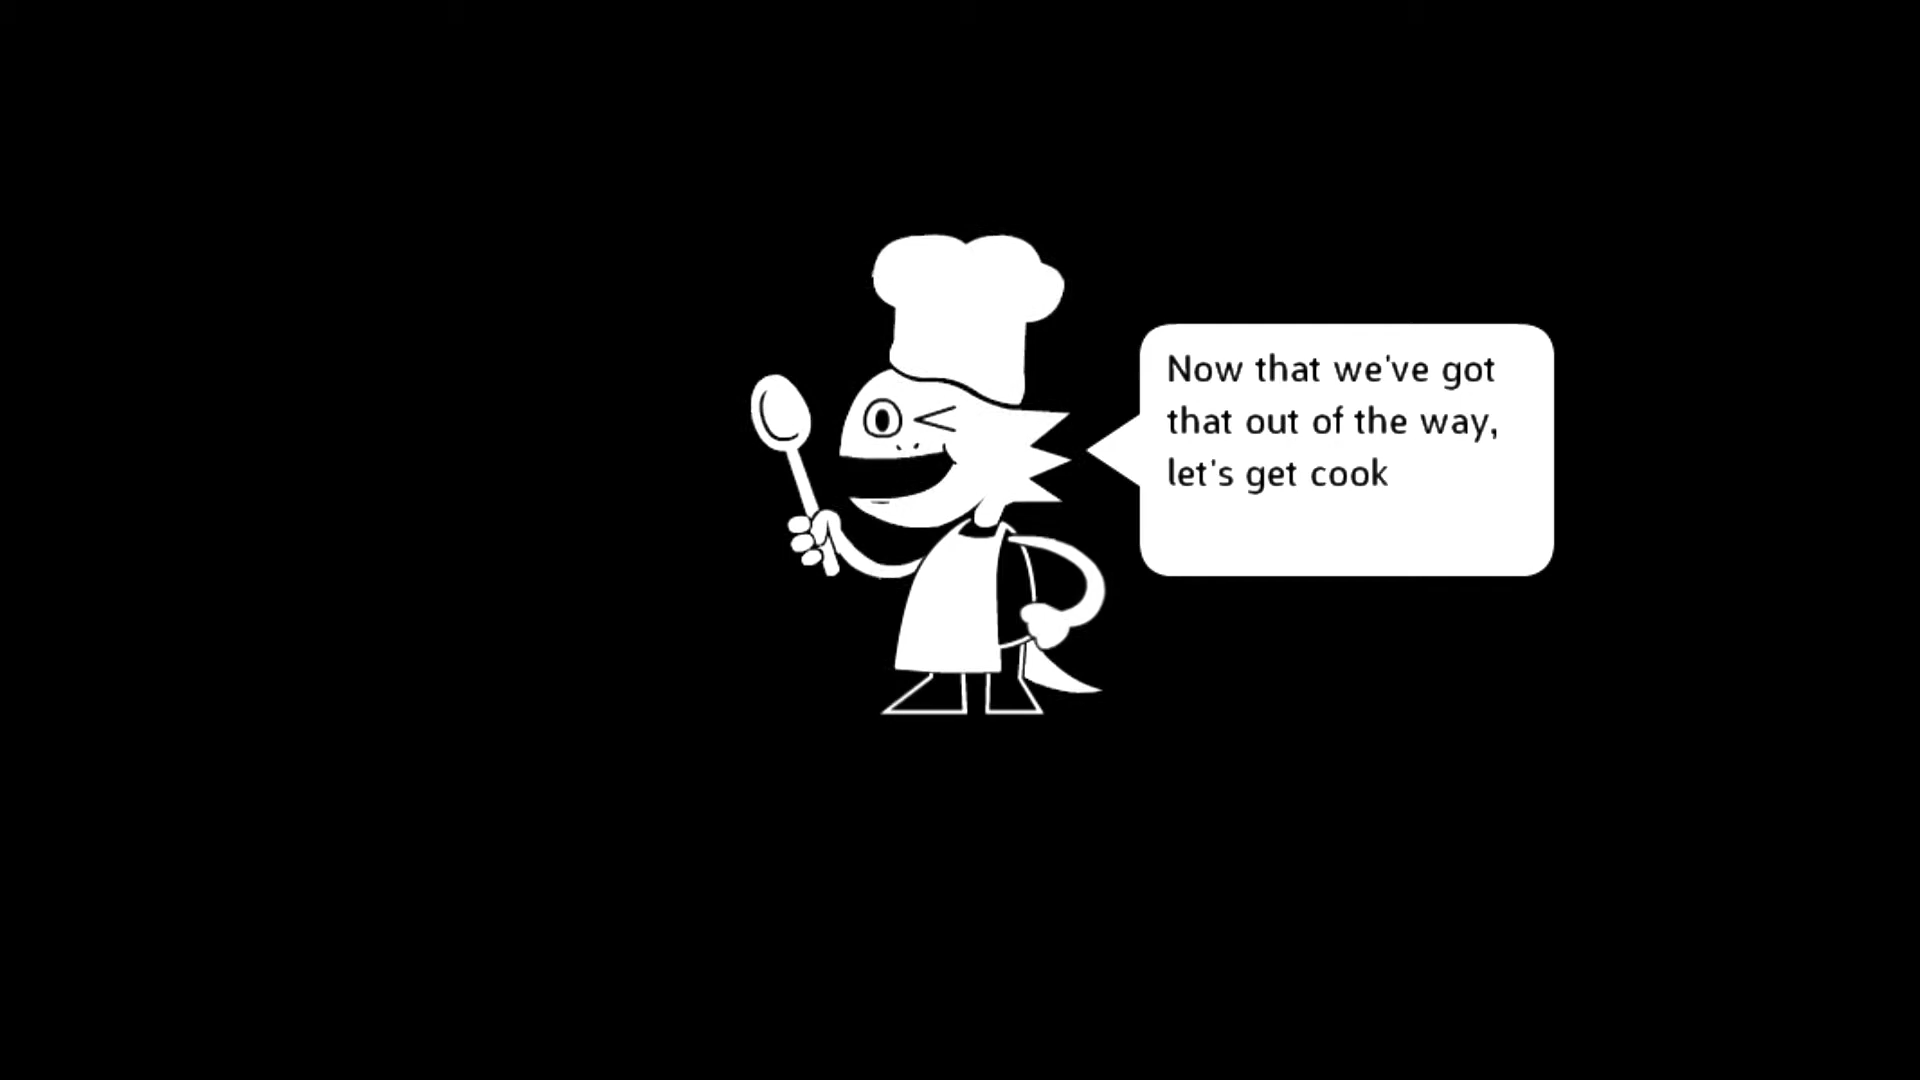 Now that we've got
that out of the way,
let's get cook